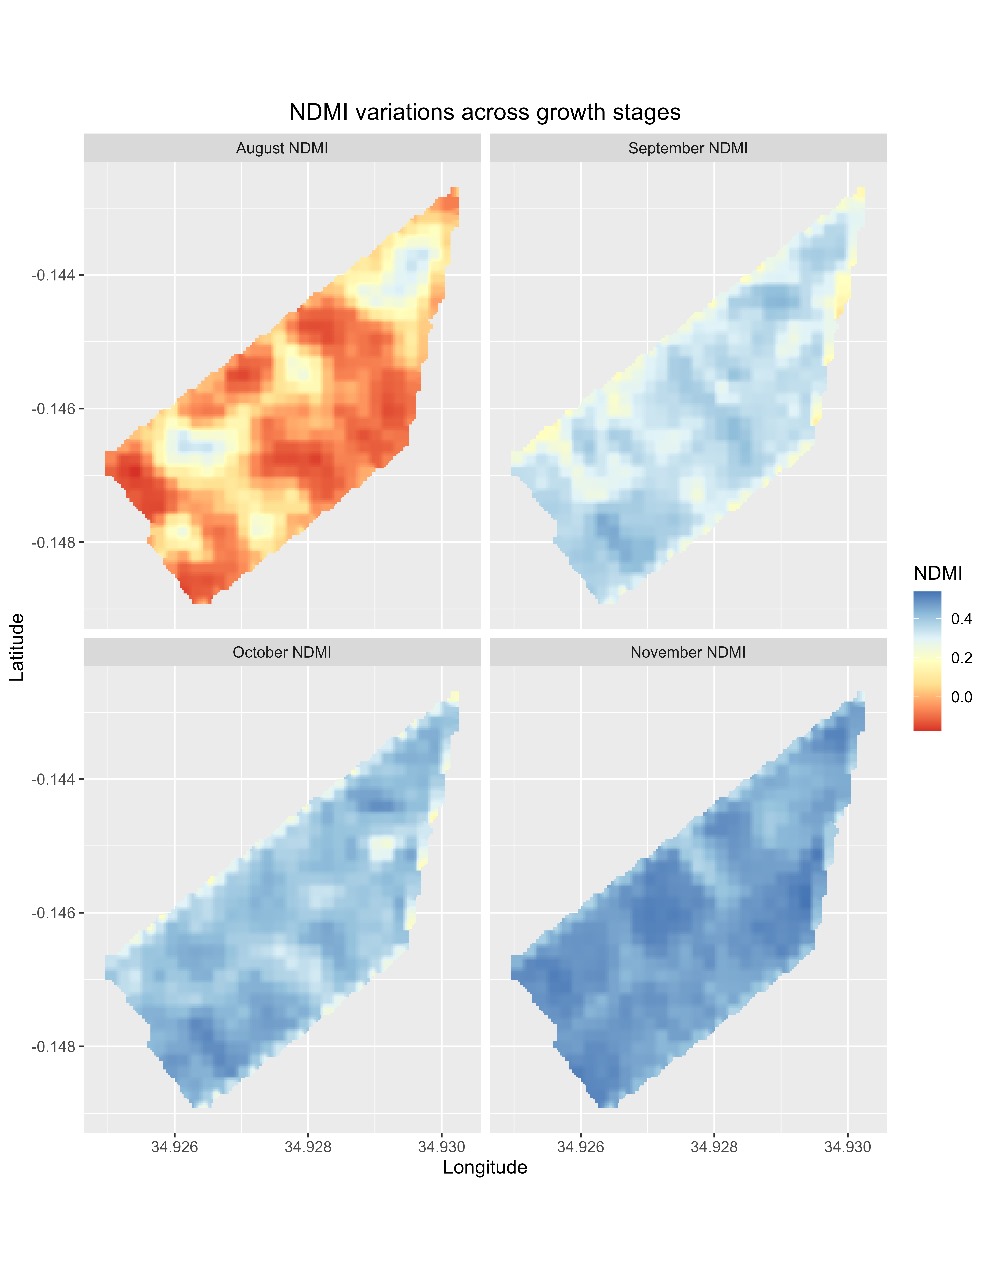 NDMI variations across growth stages
August NDMI
September NDMI
-0.144
-0.146
-0.148
October NDMI
November NDMI
-0.144
-0.146
-0.148
34.926
34.928
34.930
34.926
34.928
34.930
Longitude
Latitude
NDMI
0.4
0.2
0.0